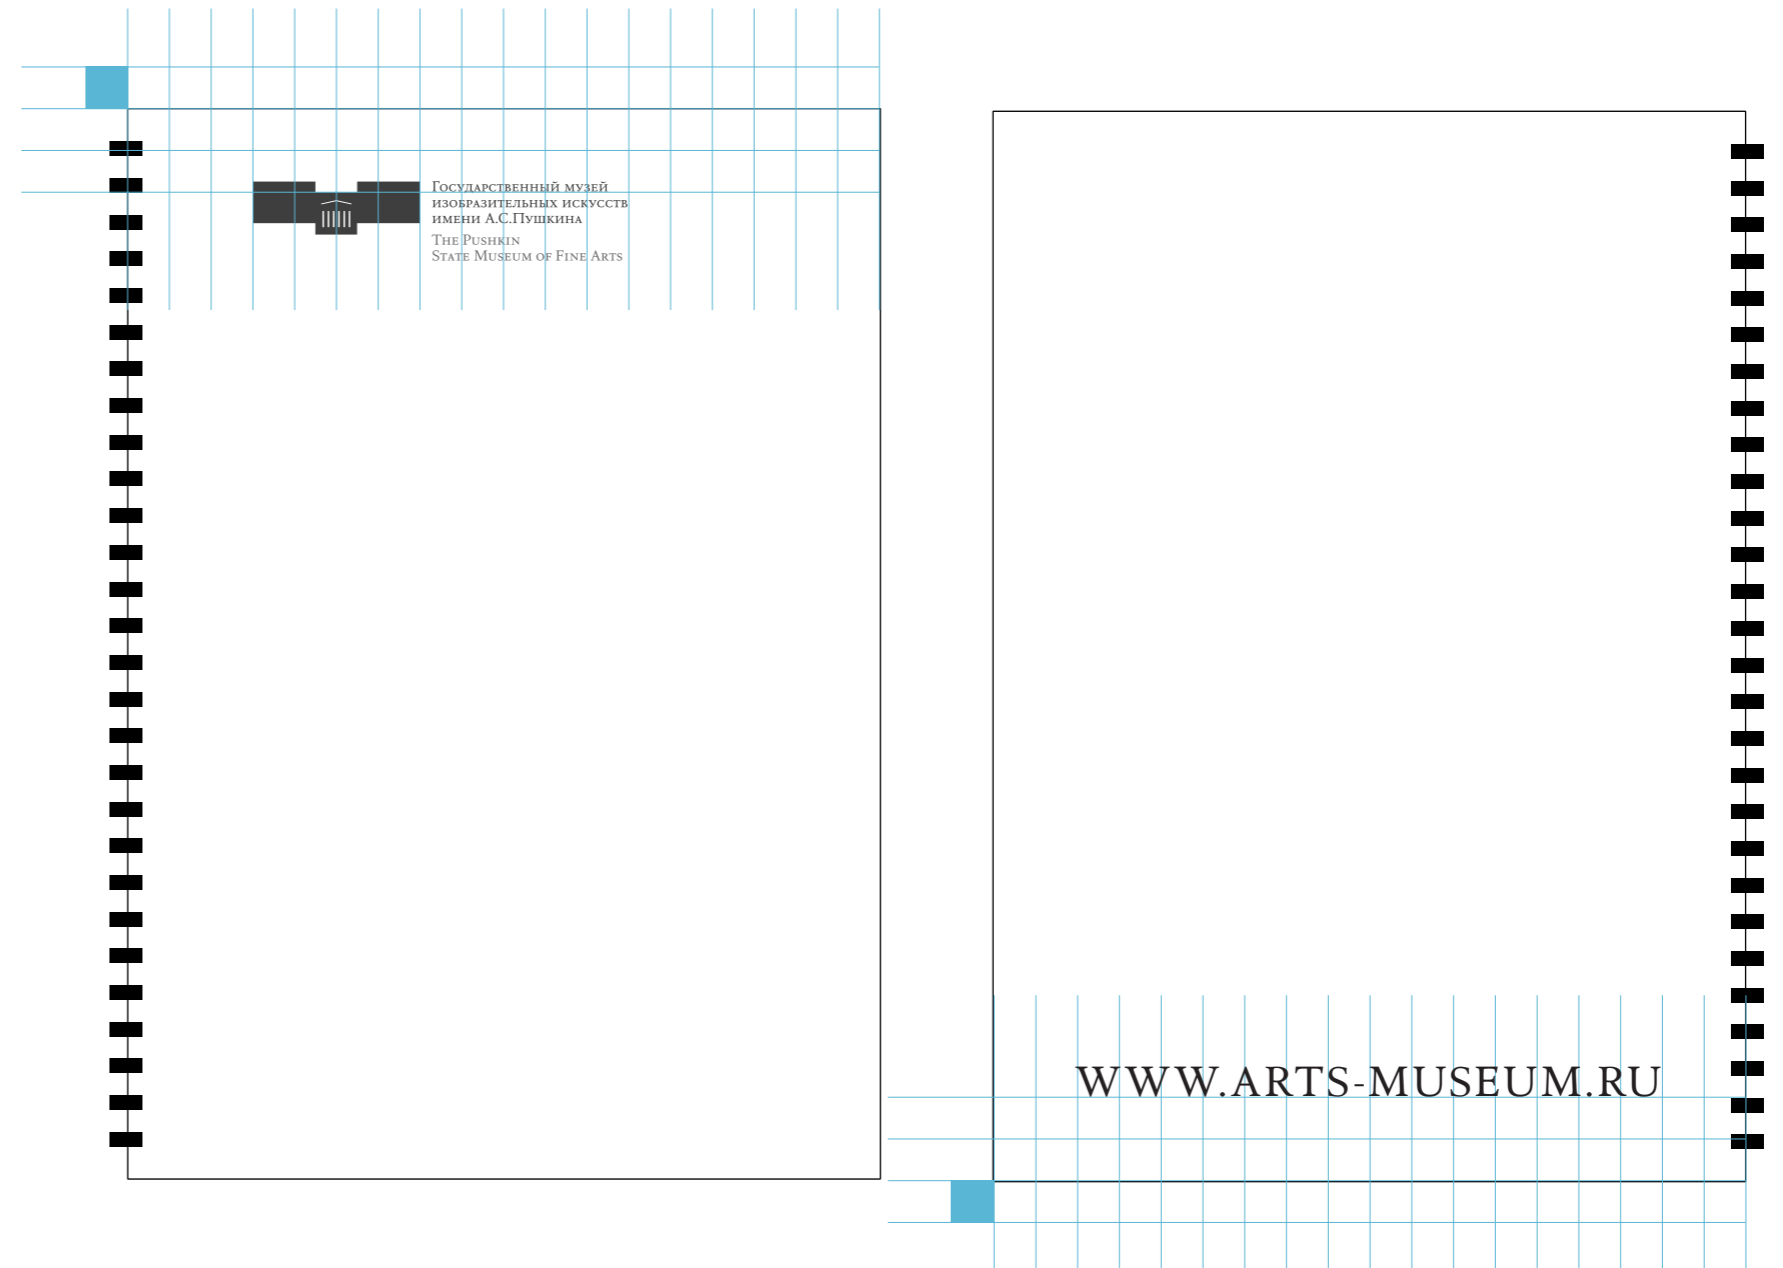 Государственный музей
изобразительных искусств
имени А.С.Пушкина
The Pushkin
State Museum of Fine Arts
WWW.ARTS-MUSEUM.RU